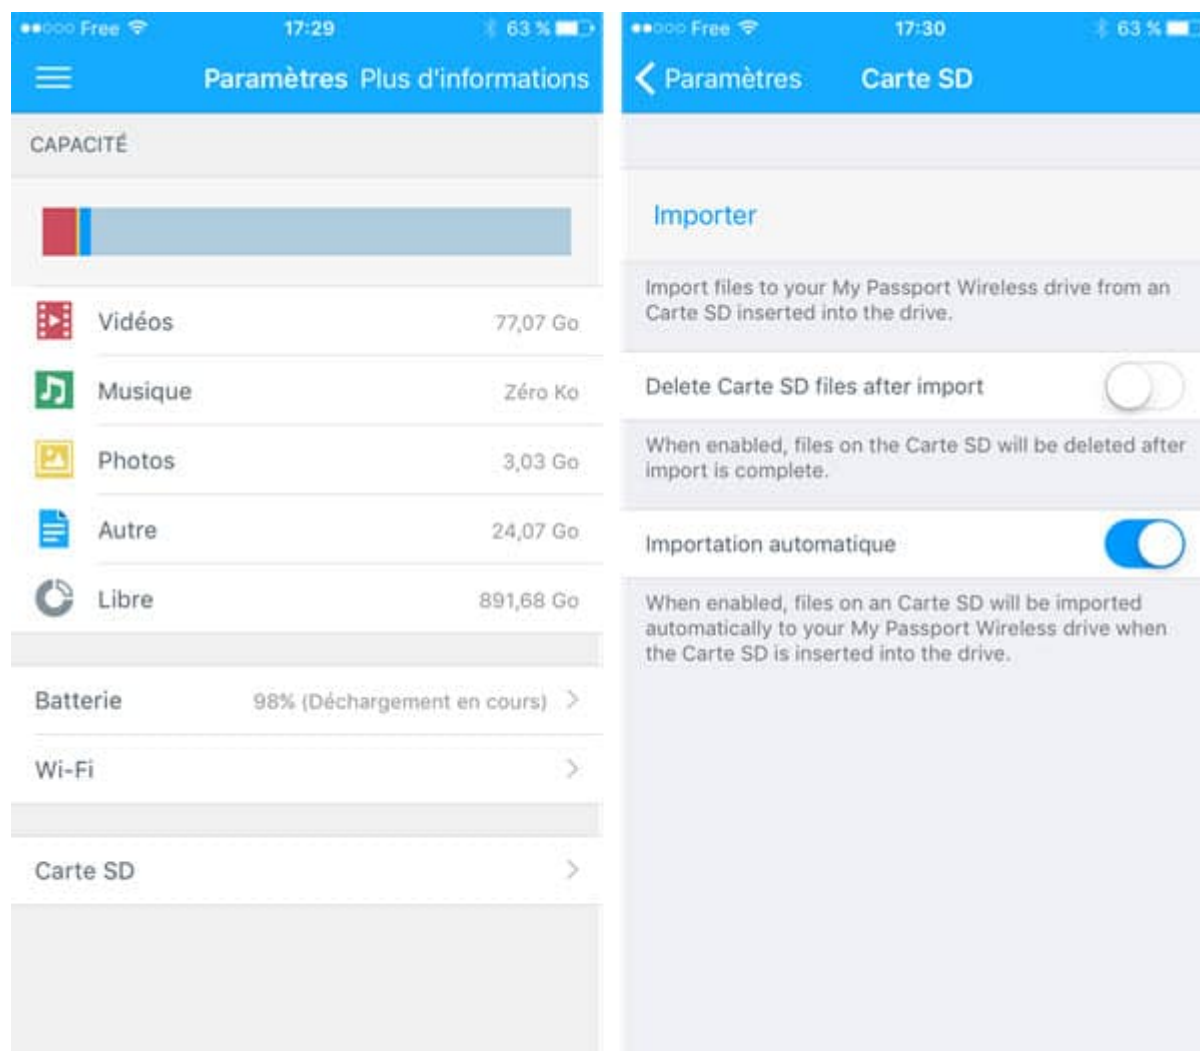 Free 17:29 63 %
Paramètres Plus d'informations
CAPACITÉ
Vidéos 77,07 Go
Musique Zéro Ko
Photos 3,03 Go
Autre 24,07 Go
Libre 891,68 Go
Batterie 98% (Déchargement en cours)
Wi-Fi
Carte SD
Free 17:30 63 %
Paramètres Carte SD
Importer
Import files to your My Passport Wireless drive from an
Carte SD inserted into the drive.
Delete Carte SD files after import
When enabled, files on the Carte SD will be deleted after
import is complete.
Importation automatique
When enabled, files on an Carte SD will be imported
automatically to your My Passport Wireless drive when
the Carte SD is inserted into the drive.